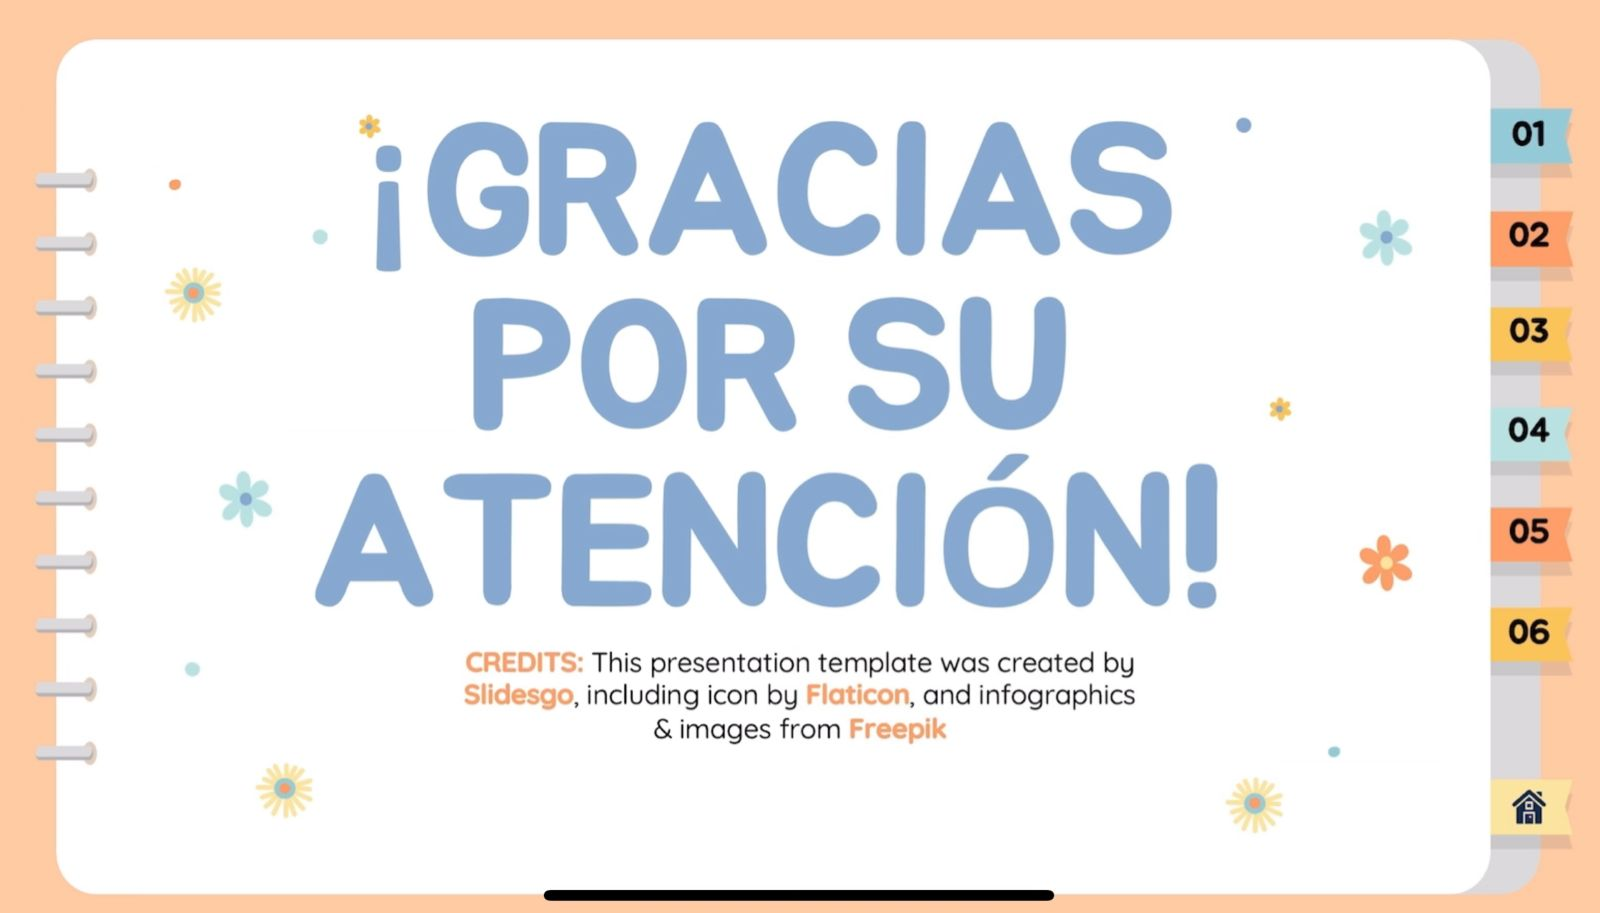 ¡GRACIAS
POR SU
ATENCIÓN!
CREDITS: This presentation template was created by
Slidesgo, including icon by Flaticon, and infographics
& images from Freepik
01
02
03
04
05
06